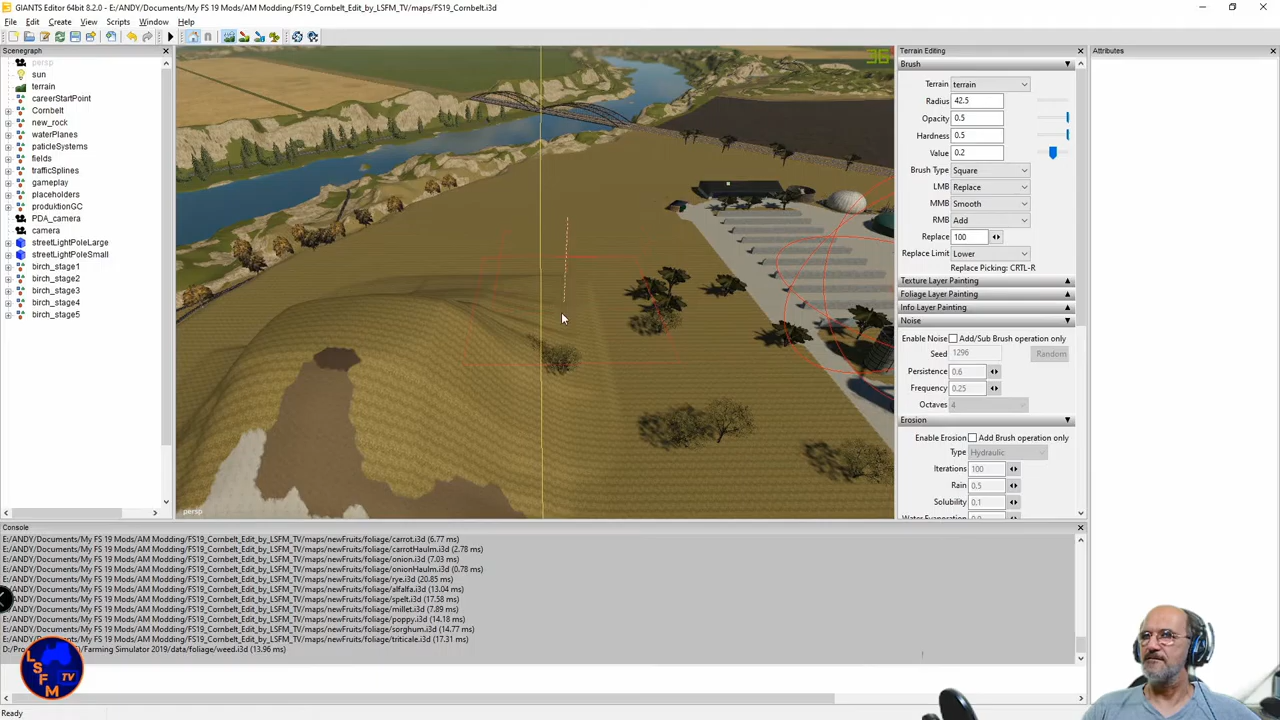 GIANTS Editor 64bit 8.2.0 - E:/ANDY/Documents/My FS 19 Mods/AM Modding/FS19_Cornbelt_Edit_by_LSFM_TV/maps/FS19_Cornbelt.i3d
File Edit Create View Scripts Window Help
Scenegraph
persp
sun
terrain
careerStartPoint
Cornbelt
new_rock
waterPlanes
paticleSystems
fields
trafficSplines
gameplay
placeholders
produktionGC
PDA_camera
camera
streetLightPoleLarge
streetLightPoleSmall
birch_stage1
birch_stage2
birch_stage3
birch_stage4
birch_stage5
persp
Terrain Editing
Brush
Terrain terrain
Radius 42.5
Opacity 0.5
Hardness 0.5
Value 0.2
Brush Type Square
LMB Replace
MMB Smooth
RMB Add
Replace 100
Replace Limit Lower
Replace Picking: CRTL-R
Texture Layer Painting
Foliage Layer Painting
Info Layer Painting
Noise
Enable Noise Add/Sub Brush operation only
Seed 1296 Random
Persistence 0.6
Frequency 0.25
Octaves 4
Erosion
Enable Erosion Add Brush operation only
Type Hydraulic
Iterations 100
Rain 0.5
Solubility 0.1
Attributes
Console
E:/ANDY/Documents/My FS 19 Mods/AM Modding/FS19_Cornbelt_Edit_by_LSFM_TV/maps/newFruits/foliage/carrot.i3d (6.77 ms)
E:/ANDY/Documents/My FS 19 Mods/AM Modding/FS19_Cornbelt_Edit_by_LSFM_TV/maps/newFruits/foliage/carrotHaulm.i3d (2.78 ms)
E:/ANDY/Documents/My FS 19 Mods/AM Modding/FS19_Cornbelt_Edit_by_LSFM_TV/maps/newFruits/foliage/onion.i3d (7.03 ms)
E:/ANDY/Documents/My FS 19 Mods/AM Modding/FS19_Cornbelt_Edit_by_LSFM_TV/maps/newFruits/foliage/onionHaulm.i3d (0.78 ms)
E:/ANDY/Documents/My FS 19 Mods/AM Modding/FS19_Cornbelt_Edit_by_LSFM_TV/maps/newFruits/foliage/rye.i3d (20.85 ms)
E:/ANDY/Documents/My FS 19 Mods/AM Modding/FS19_Cornbelt_Edit_by_LSFM_TV/maps/newFruits/foliage/alfalfa.i3d (13.04 ms)
E:/ANDY/Documents/My FS 19 Mods/AM Modding/FS19_Cornbelt_Edit_by_LSFM_TV/maps/newFruits/foliage/spelt.i3d (17.58 ms)
E:/ANDY/Documents/My FS 19 Mods/AM Modding/FS19_Cornbelt_Edit_by_LSFM_TV/maps/newFruits/foliage/millet.i3d (7.89 ms)
E:/ANDY/Documents/My FS 19 Mods/AM Modding/FS19_Cornbelt_Edit_by_LSFM_TV/maps/newFruits/foliage/poppy.i3d (14.18 ms)
E:/ANDY/Documents/My FS 19 Mods/AM Modding/FS19_Cornbelt_Edit_by_LSFM_TV/maps/newFruits/foliage/sorghum.i3d (14.77 ms)
E:/ANDY/Documents/My FS 19 Mods/AM Modding/FS19_Cornbelt_Edit_by_LSFM_TV/maps/newFruits/foliage/triticale.i3d (17.31 ms)
Farming Simulator 2019/data/foliage/weed.i3d (13.96 ms)
LSFM TV
Ready